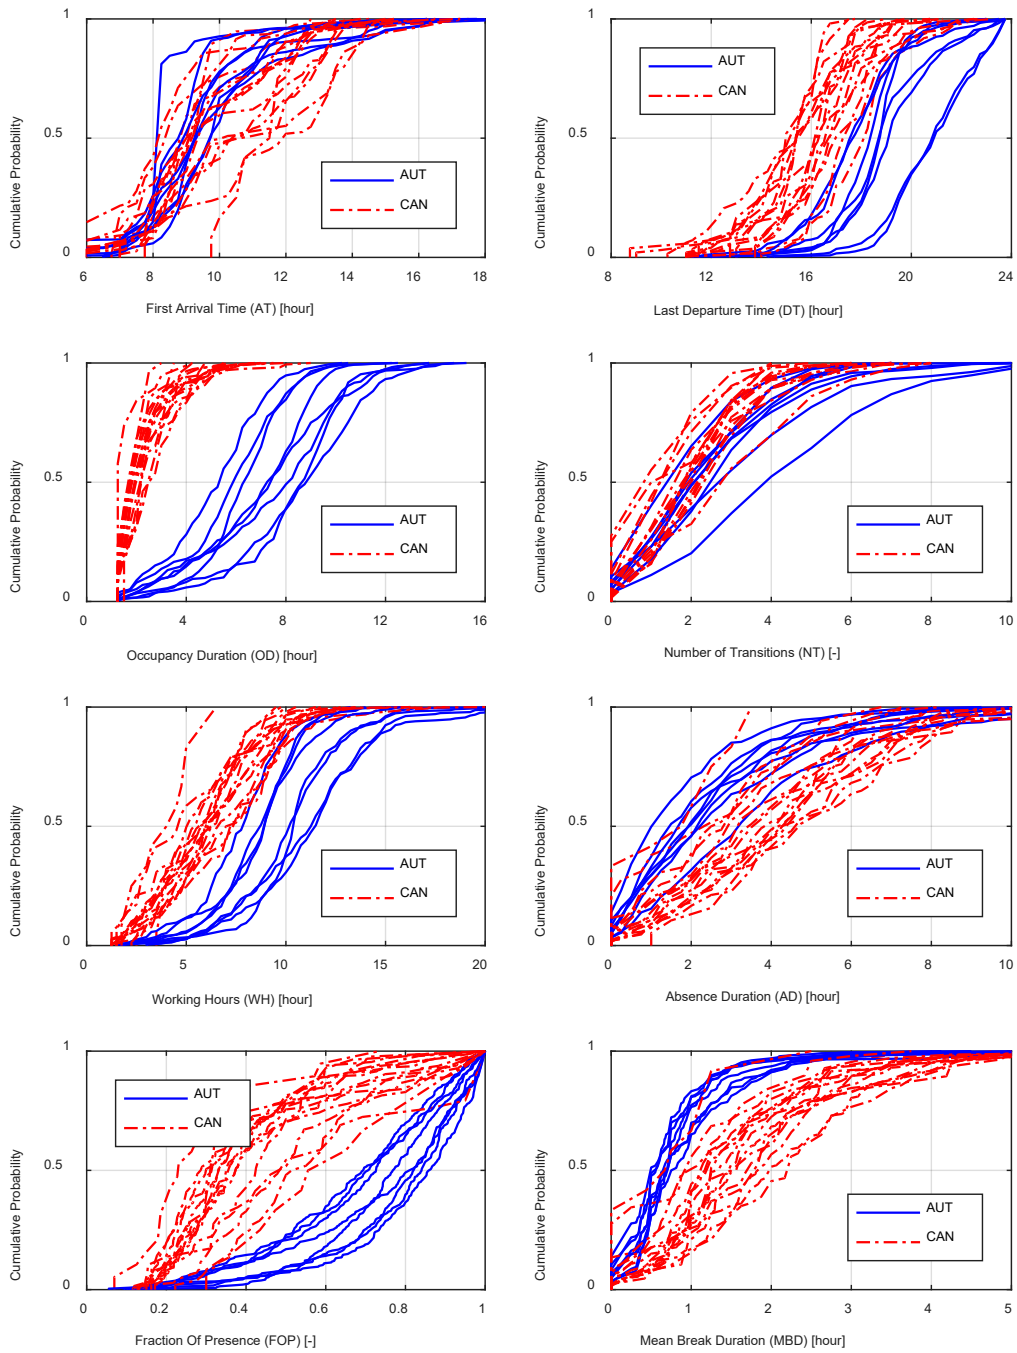 1
0.5
0
Cumulative Probability
AUT
CAN
6 8 10 12 14 16 18
First Arrival Time (AT) [hour]
1
0.5
0
Cumulative Probability
AUT
CAN
8 12 16 20 24
Last Departure Time (DT) [hour]
1
0.5
0
Cumulative Probability
AUT
CAN
0 4 8 12 16
Occupancy Duration (OD) [hour]
1
0.5
0
Cumulative Probability
AUT
CAN
0 2 4 6 8 10
Number of Transitions (NT) [-]
1
0.5
0
Cumulative Probability
AUT
CAN
0 5 10 15 20
Working Hours (WH) [hour]
1
0.5
0
Cumulative Probability
AUT
CAN
0 2 4 6 8 10
Absence Duration (AD) [hour]
1
0.5
0
Cumulative Probability
AUT
CAN
0 0.2 0.4 0.6 0.8 1
Fraction Of Presence (FOP) [-]
1
0.5
0
Cumulative Probability
AUT
CAN
0 1 2 3 4 5
Mean Break Duration (MBD) [hour]